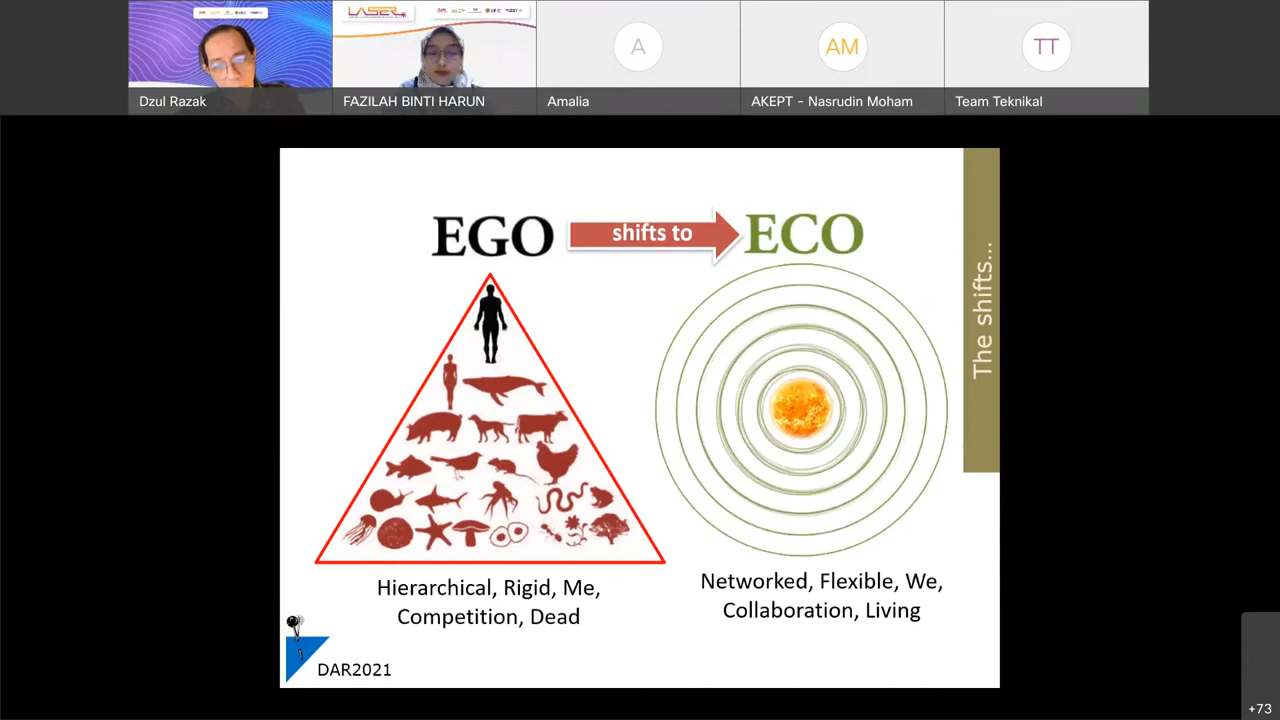 LASER
Dzul Razak
FAZILAH BINTI HARUN
A
Amalia
AM
AKEPT - Nasrudin Moham
TT
Team Teknikal
EGO
shifts to
ECO
The shifts...
Hierarchical, Rigid, Me,
Competition, Dead
Networked, Flexible, We,
Collaboration, Living
DAR2021
+73